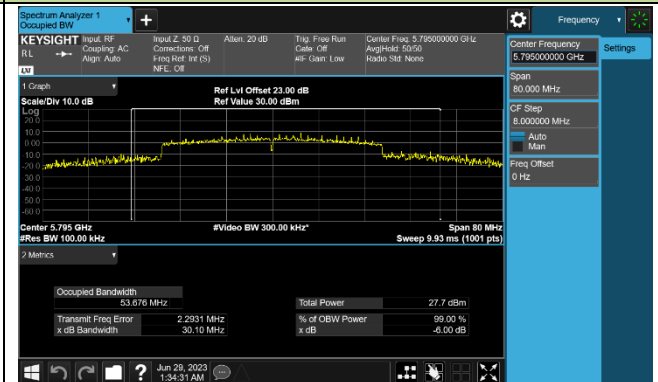 Spectrum Analyzer 1
Occupied BW
+
Frequency
KEYSIGHT
RL
LXI
Input: RF
Coupling: AC
Align: Auto
Input Z: 50 Ω
Corrections: Off
Freq Ref: Int (S)
NFE: Off
Atten: 20 dB
Trig: Free Run
Gate: Off
#IF Gain: Low
Center Freq: 5.795000000 GHz
Avg|Hold: 50/50
Radio Std: None
Center Frequency
5.795000000 GHz
Settings
Span
80.000 MHz
CF Step
8.000000 MHz
Auto
Man
Freq Offset
0 Hz
1 Graph
Scale/Div 10.0 dB
Ref Lvl Offset 23.00 dB
Ref Value 30.00 dBm
Log
20.0
10.0
0.00
-10.0
-20.0
-30.0
-40.0
-50.0
-60.0
Center 5.795 GHz
#Video BW 300.00 kHz*
Span 80 MHz
#Res BW 100.00 kHz
Sweep 9.93 ms (1001 pts)
2 Metrics
Occupied Bandwidth
53.676 MHz
Total Power
27.7 dBm
Transmit Freq Error
2.2931 MHz
% of OBW Power
99.00 %
x dB Bandwidth
30.10 MHz
x dB
-6.00 dB
?
Jun 29, 2023
1:34:31 AM